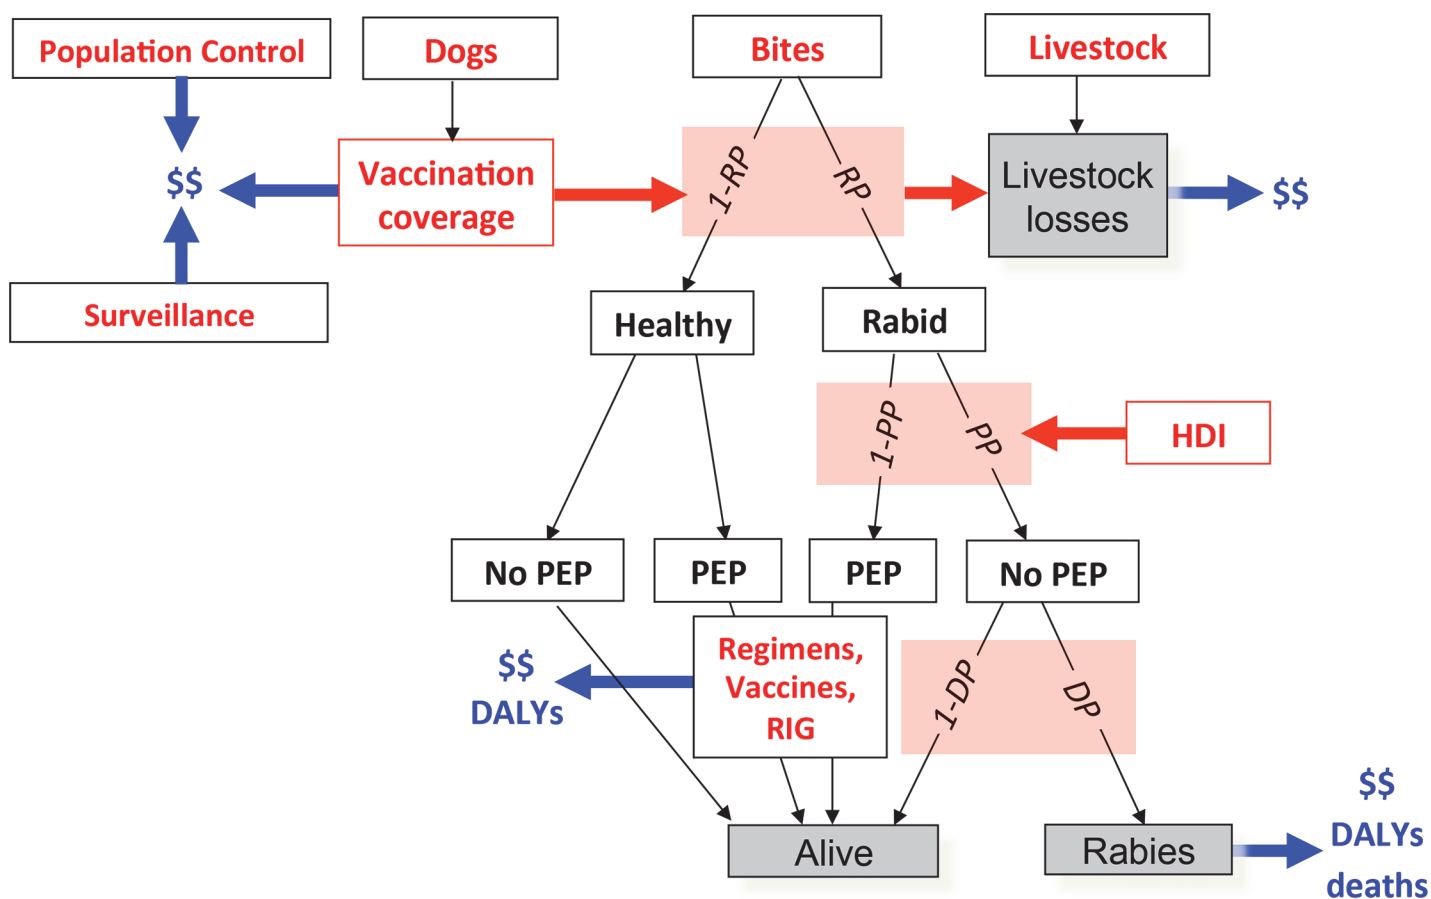 Population Control
Dogs
Bites
Livestock
$$
Vaccination
coverage
1-RP
RP
Livestock
losses
$$
Surveillance
Healthy
Rabid
1-PP
PP
HDI
No PEP
PEP
PEP
No PEP
$$
DALYs
Regimens,
Vaccines,
RIG
1-DP
DP
Alive
Rabies
$$
DALYs
deaths